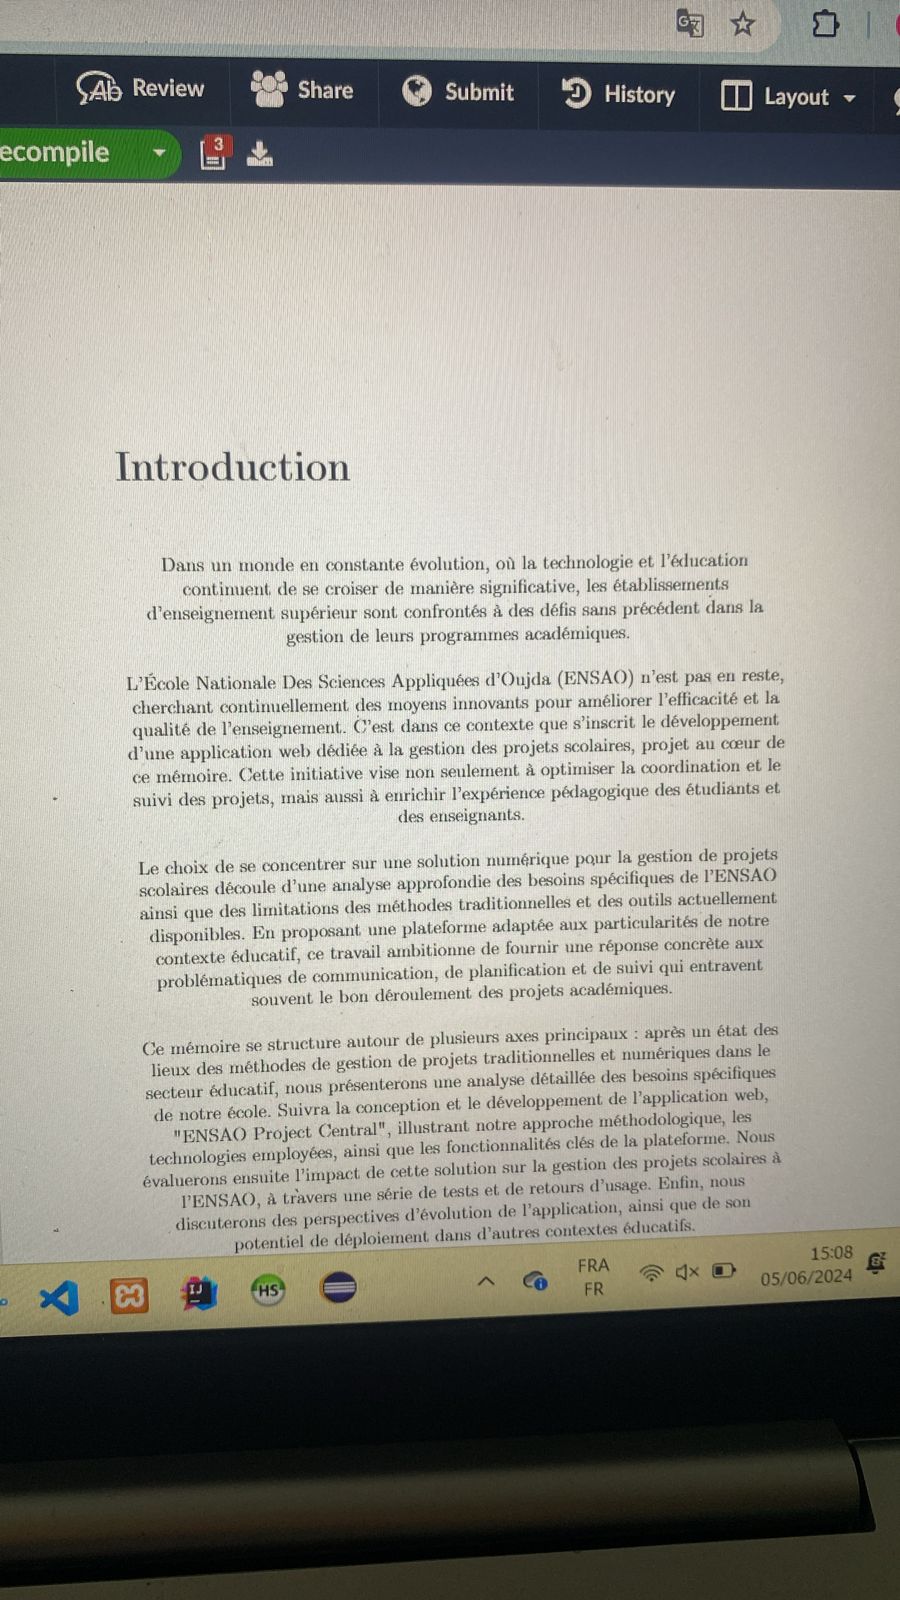 Review
Share
Submit
History
Layout
ecompile
3
Introduction
Dans un monde en constante évolution, où la technologie et l'éducation
continuent de se croiser de manière significative, les établissements
d'enseignement supérieur sont confrontés à des défis sans précédent dans la
gestion de leurs programmes académiques.
L'École Nationale Des Sciences Appliquées d'Oujda (ENSAO) n'est pas en reste,
cherchant continuellement des moyens innovants pour améliorer l'efficacité et la
qualité de l'enseignement. C'est dans ce contexte que s'inscrit le développement
d'une application web dédiée à la gestion des projets scolaires, projet au cœur de
ce mémoire. Cette initiative vise non seulement à optimiser la coordination et le
suivi des projets, mais aussi à enrichir l'expérience pédagogique des étudiants et
des enseignants.
Le choix de se concentrer sur une solution numérique pour la gestion de projets
scolaires découle d'une analyse approfondie des besoins spécifiques de l'ENSAO
ainsi que des limitations des méthodes traditionnelles et des outils actuellement
disponibles. En proposant une plateforme adaptée aux particularités de notre
contexte éducatif, ce travail ambitionne de fournir une réponse concrète aux
problématiques de communication, de planification et de suivi qui entravent
souvent le bon déroulement des projets académiques.
Ce mémoire se structure autour de plusieurs axes principaux : après un état des
lieux des méthodes de gestion de projets traditionnelles et numériques dans le
secteur éducatif, nous présenterons une analyse détaillée des besoins spécifiques
de notre école. Suivra la conception et le développement de l'application web,
"ENSAO Project Central", illustrant notre approche méthodologique, les
technologies employées, ainsi que les fonctionnalités clés de la plateforme. Nous
évaluerons ensuite l'impact de cette solution sur la gestion des projets scolaires à
l'ENSAO, à travers une série de tests et de retours d'usage. Enfin, nous
discuterons des perspectives d'évolution de l'application, ainsi que de son
potentiel de déploiement dans d'autres contextes éducatifs.
IJ
HS
FRA
FR
15:08
05/06/2024